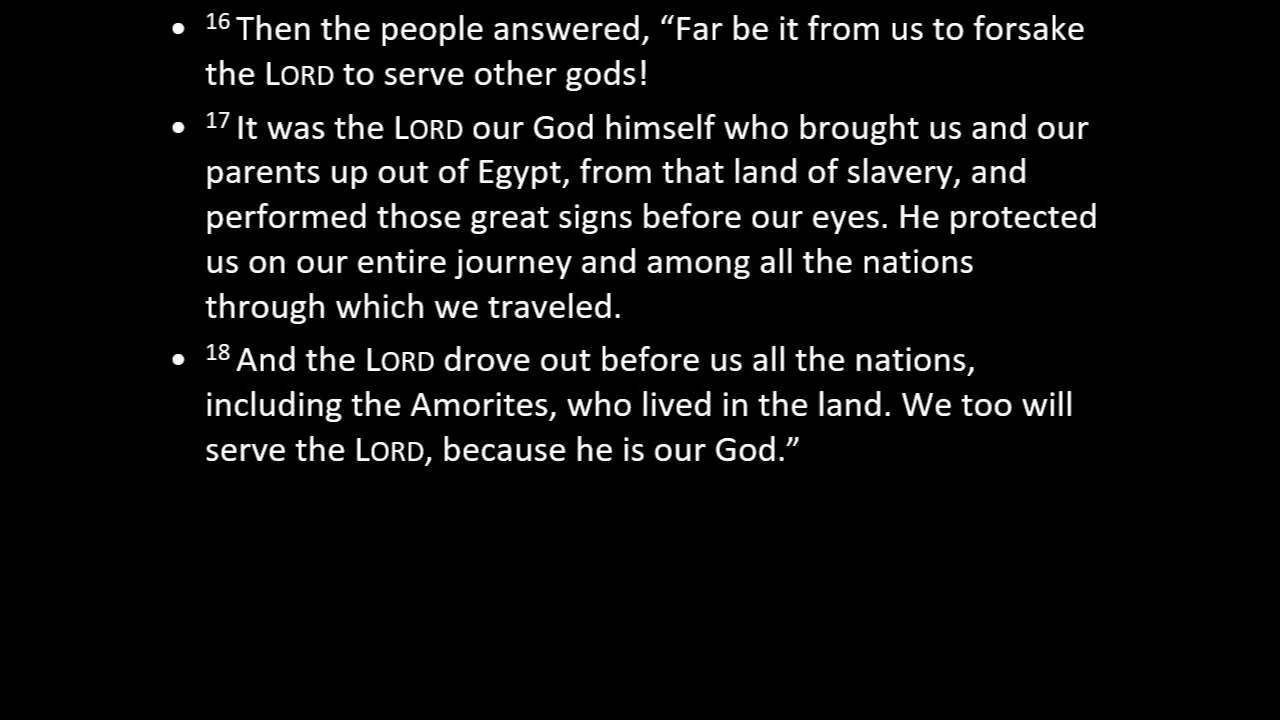 • 16 Then the people answered, “Far be it from us to forsake
the LORD to serve other gods!
• 17 It was the LORD our God himself who brought us and our
parents up out of Egypt, from that land of slavery, and
performed those great signs before our eyes. He protected
us on our entire journey and among all the nations
through which we traveled.
• 18 And the LORD drove out before us all the nations,
including the Amorites, who lived in the land. We too will
serve the LORD, because he is our God.”